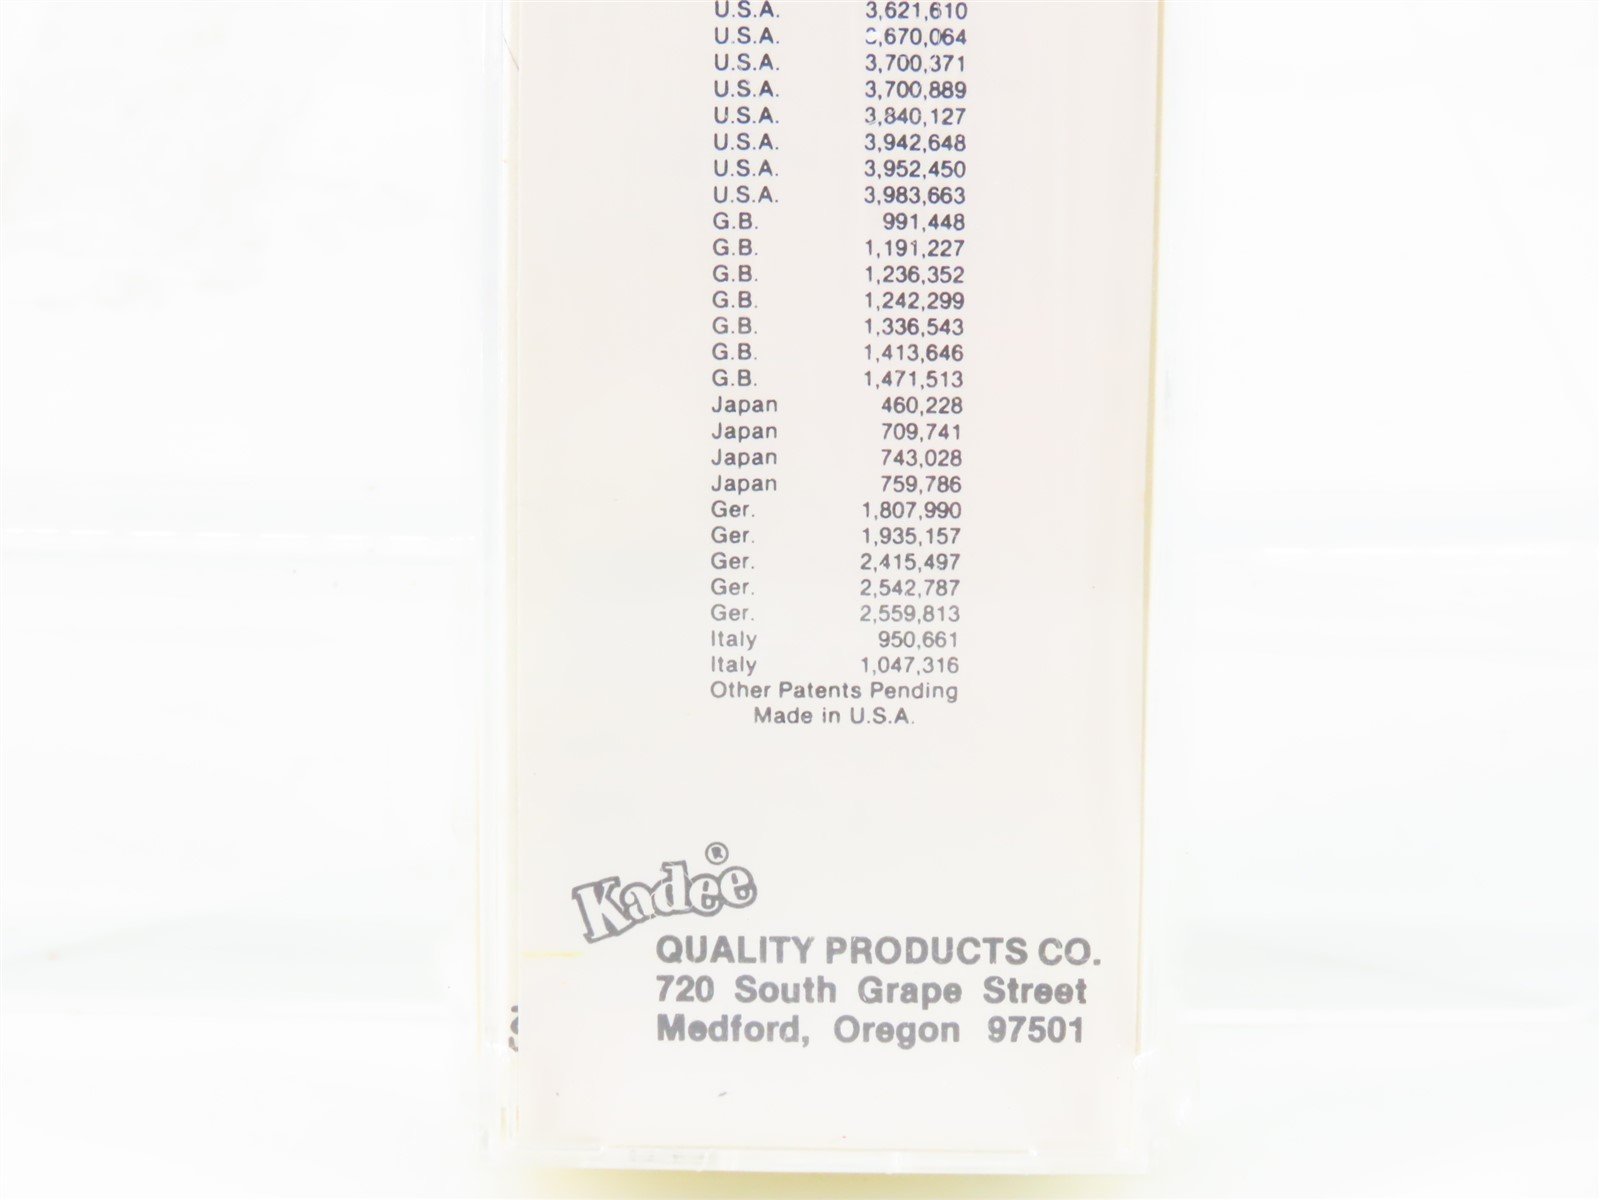 U.S.A. 3,621,610
U.S.A. 3,670,064
U.S.A. 3,700,371
U.S.A. 3,700,889
U.S.A. 3,840,127
U.S.A. 3,942,648
U.S.A. 3,952,450
U.S.A. 3,983,663
G.B. 991,448
G.B. 1,191,227
G.B. 1,236,352
G.B. 1,242,299
G.B. 1,336,543
G.B. 1,413,646
G.B. 1,471,513
Japan 460,228
Japan 709,741
Japan 743,028
Japan 759,786
Ger. 1,807,990
Ger. 1,935,157
Ger. 2,415,497
Ger. 2,542,787
Ger. 2,559,813
Italy 950,661
Italy 1,047,316
Other Patents Pending
Made in U.S.A.
Kadee®
QUALITY PRODUCTS CO.
720 South Grape Street
Medford, Oregon 97501